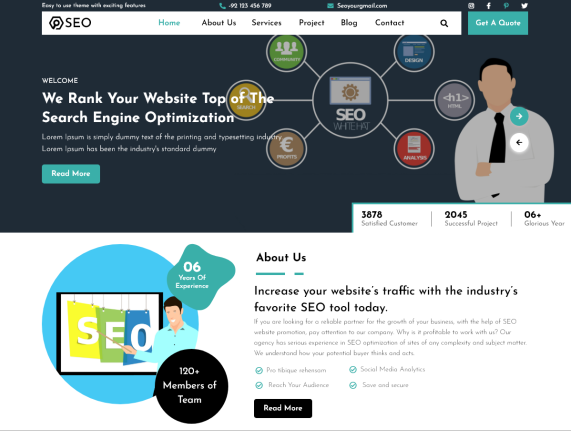 Easy to use theme with exciting features
-92 123 456 789
Seoyourgmail.com
SEO
Home
About Us
Services
Project
Blog
Contact
Get A Quote
COMMUNITY
DESIGN
SEARCH
SEO
WHITE HAT
<h1>
HTML
PROFITS
ANALYSIS
WELCOME
We Rank Your Website Top of The
Search Engine Optimization
Lorem Ipsum is simply dummy text of the printing and typesetting industry.
Lorem Ipsum has been the industry's standard dummy
Read More
3878
Satisfied Customer
2045
Successful Project
06+
Glorious Year
06
Years Of
Experience
SEO
120+
Members of
Team
About Us
Increase your website's traffic with the industry's
favorite SEO tool today.
If you are looking for a reliable partner for the growth of your business, with the help of SEO
website promotion, pay attention to our company. Why is it profitable to work with us? Our
agency has serious experience in SEO optimization of sites of any complexity and subject matter.
We understand how your potential buyer thinks and acts.
Pro tibique rehensam
Social Media Analytics
Reach Your Audience
Save and secure
Read More